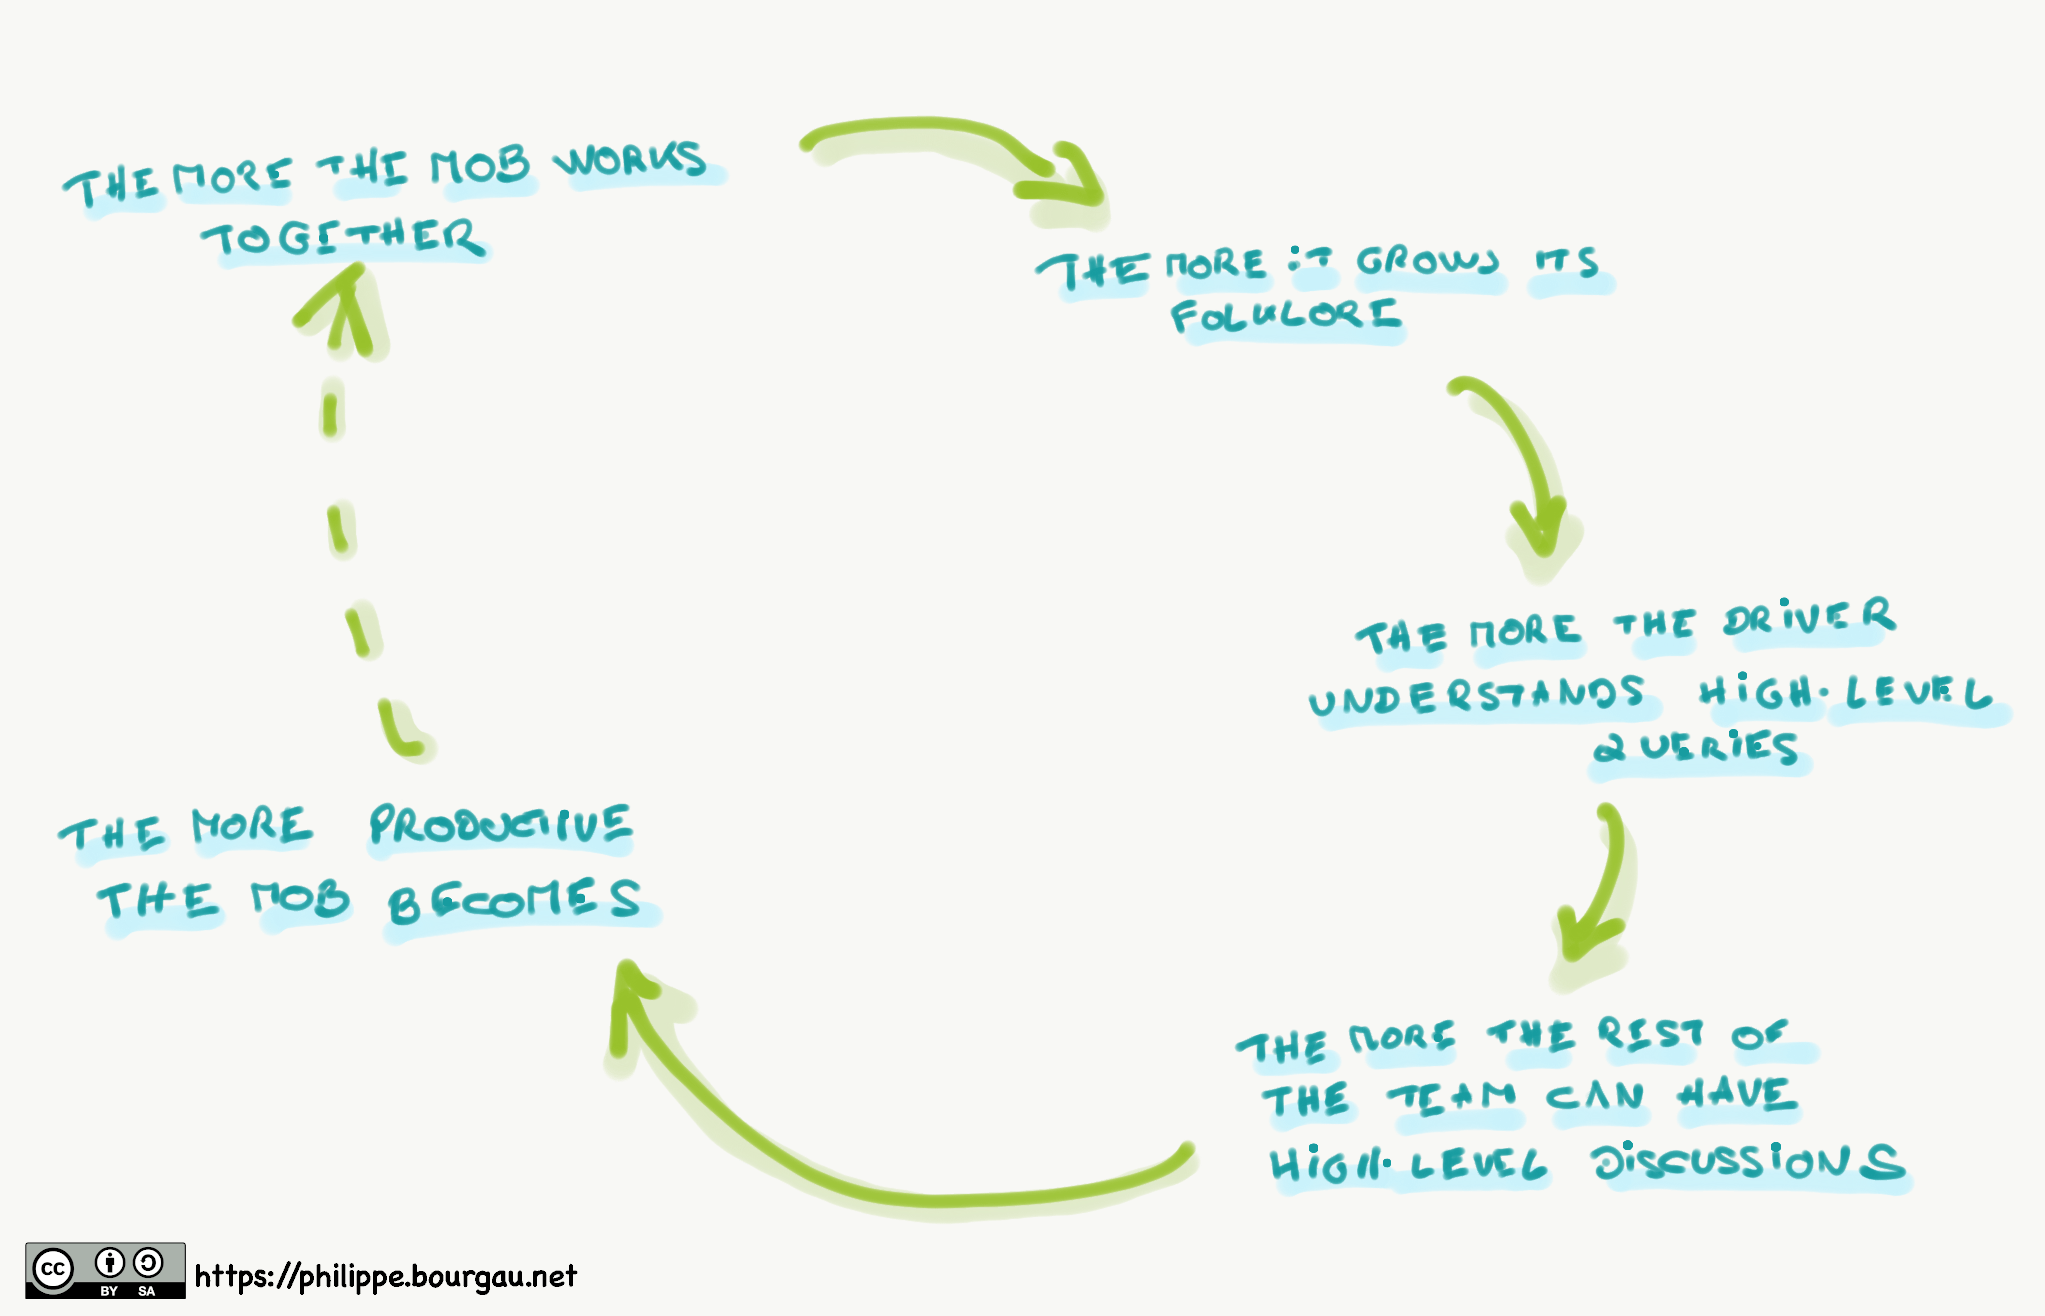 THE MORE THE MOB WORKS
TOGETHER
THE MORE iT GROWS ITS
FOLKLORE
THE MORE THE DRiVER
UNDERSTANDS HiGH-LEVEL
QUERiES
THE MORE THE REST OF
THE TEAM CAN HAVE
HiGH-LEVEL DiSCUSSiONS
THE MORE PRODUCTiVE
THE MOB BECOMES
cc BY SA
https://philippe.bourgau.net